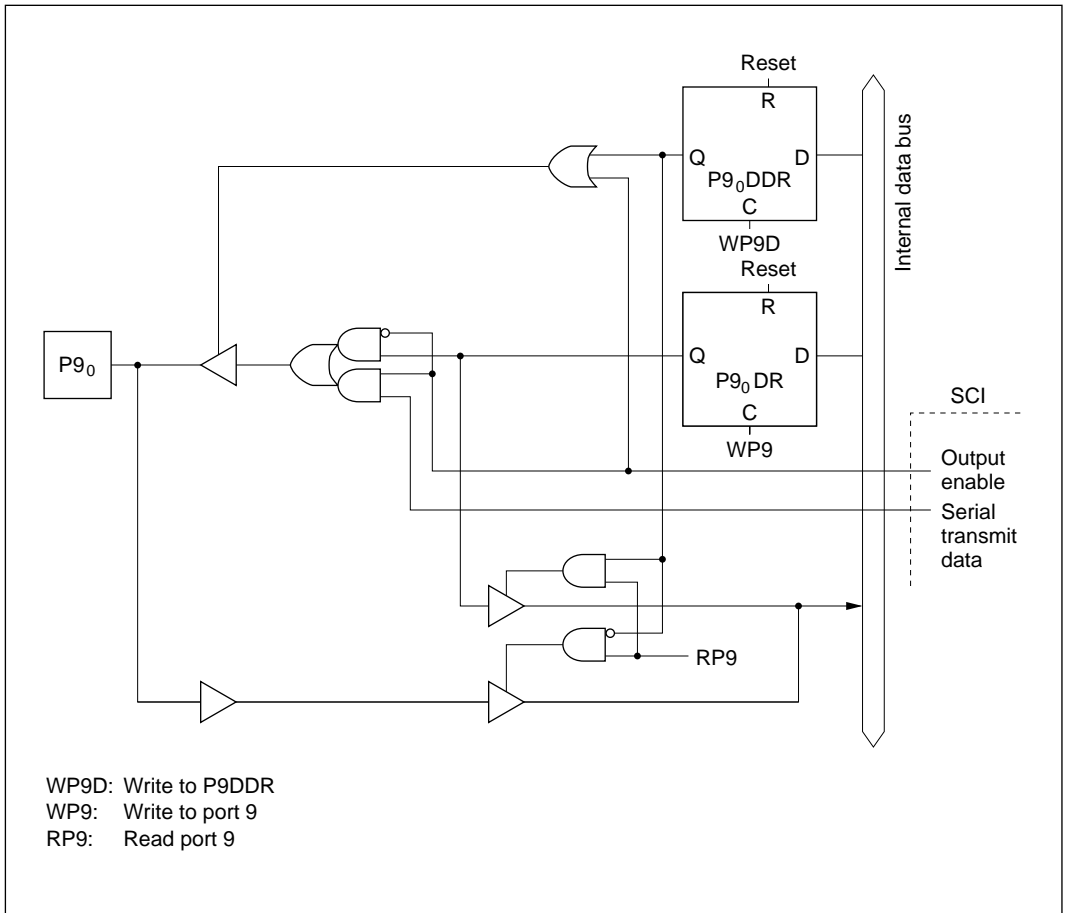 Reset
R
Q
D
P9₀DDR
C
WP9D
Internal data bus
Reset
R
Q
D
P9₀DR
C
WP9
P9₀
SCI
Output
enable
Serial
transmit
data
RP9
WP9D: Write to P9DDR
WP9: Write to port 9
RP9: Read port 9